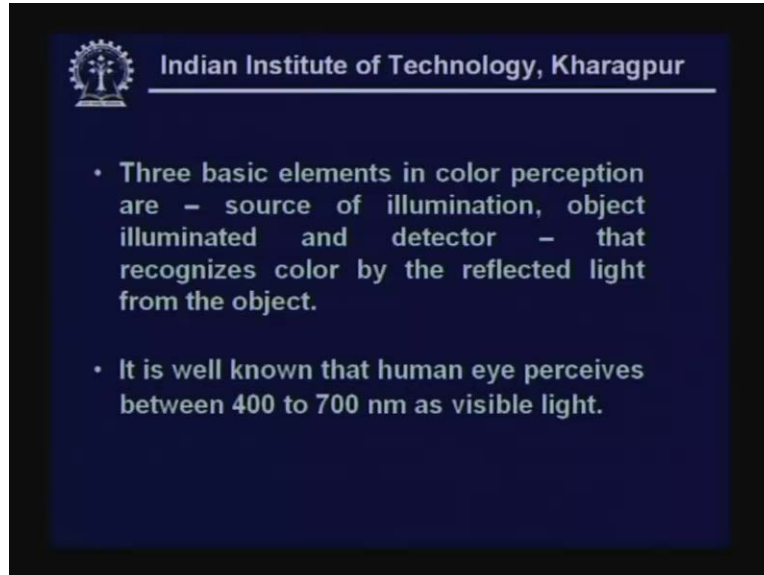 Indian Institute of Technology, Kharagpur
• Three basic elements in color perception
are – source of illumination, object
illuminated and detector – that
recognizes color by the reflected light
from the object.
• It is well known that human eye perceives
between 400 to 700 nm as visible light.